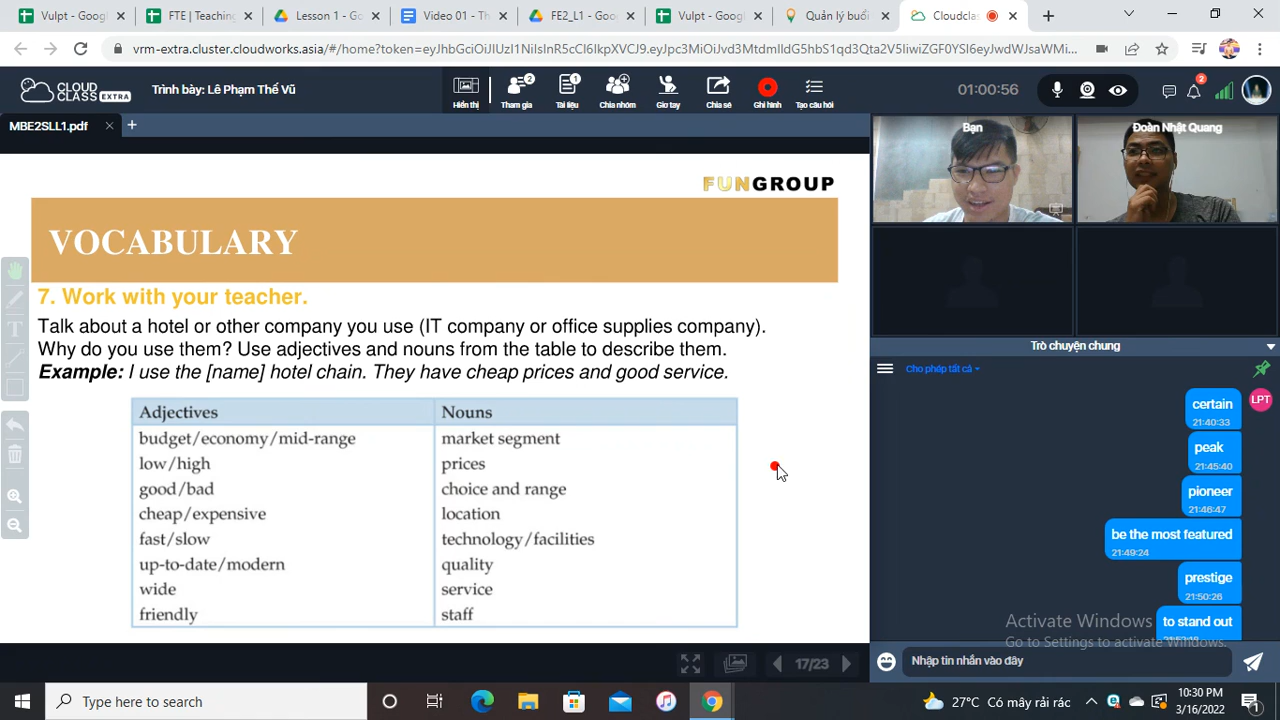 Vulpt - Googl
FTE | Teaching
Lesson 1 - Go
Video 01 - Th
FE2_L1 - Goo
Vulpt - Googl
Quản lý buổi
Cloudclas
vrm-extra.cluster.cloudworks.asia/#/home?token=
CLOUD CLASS EXTRA
Trình bày: Lê Phạm Thế Vũ
Hiển thị
2
Tham gia
1
Tài liệu
Chia nhóm
Giơ tay
Chia sẻ
Ghi hình
Tạo câu hỏi
01:00:56
2
MBE2SLL1.pdf
Bạn
Đoàn Nhật Quang
FUNGROUP
VOCABULARY
7. Work with your teacher.
Talk about a hotel or other company you use (IT company or office supplies company).
Why do you use them? Use adjectives and nouns from the table to describe them.
Example: I use the [name] hotel chain. They have cheap prices and good service.
Adjectives Nouns
budget/economy/mid-range market segment
low/high prices
good/bad choice and range
cheap/expensive location
fast/slow technology/facilities
up-to-date/modern quality
wide service
friendly staff
17/23
Trò chuyện chung
Cho phép tất cả
LPT
certain
21:40:33
peak
21:45:40
pioneer
21:46:47
be the most featured
21:49:24
prestige
21:50:26
to stand out
Activate Windows
Go to Settings to activate Windows.
Nhập tin nhắn vào đây
Type here to search
27°C Có mây rải rác
10:30 PM
3/16/2022
1